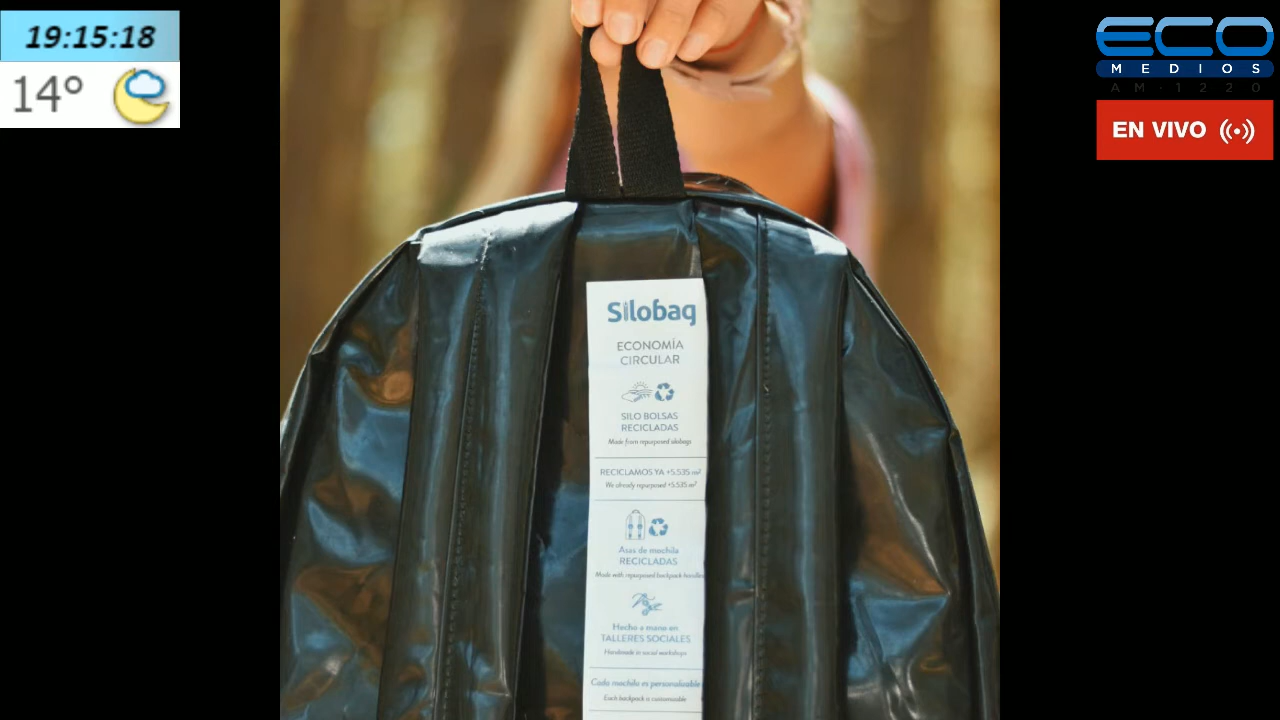 19:15:18
14°
ECO
MEDIOS
AM·1220
EN VIVO
Silobag
ECONOMÍA
CIRCULAR
SILO BOLSAS
RECICLADAS
Made from repurposed silobags
RECICLAMOS YA +5.535 m²
We already repurposed +5.535 m²
Asas de mochila
RECICLADAS
Made with repurposed backpack handles
Hecho a mano en
TALLERES SOCIALES
Handmade in social workshops
Cada mochila es personalizable
Each backpack is customizable